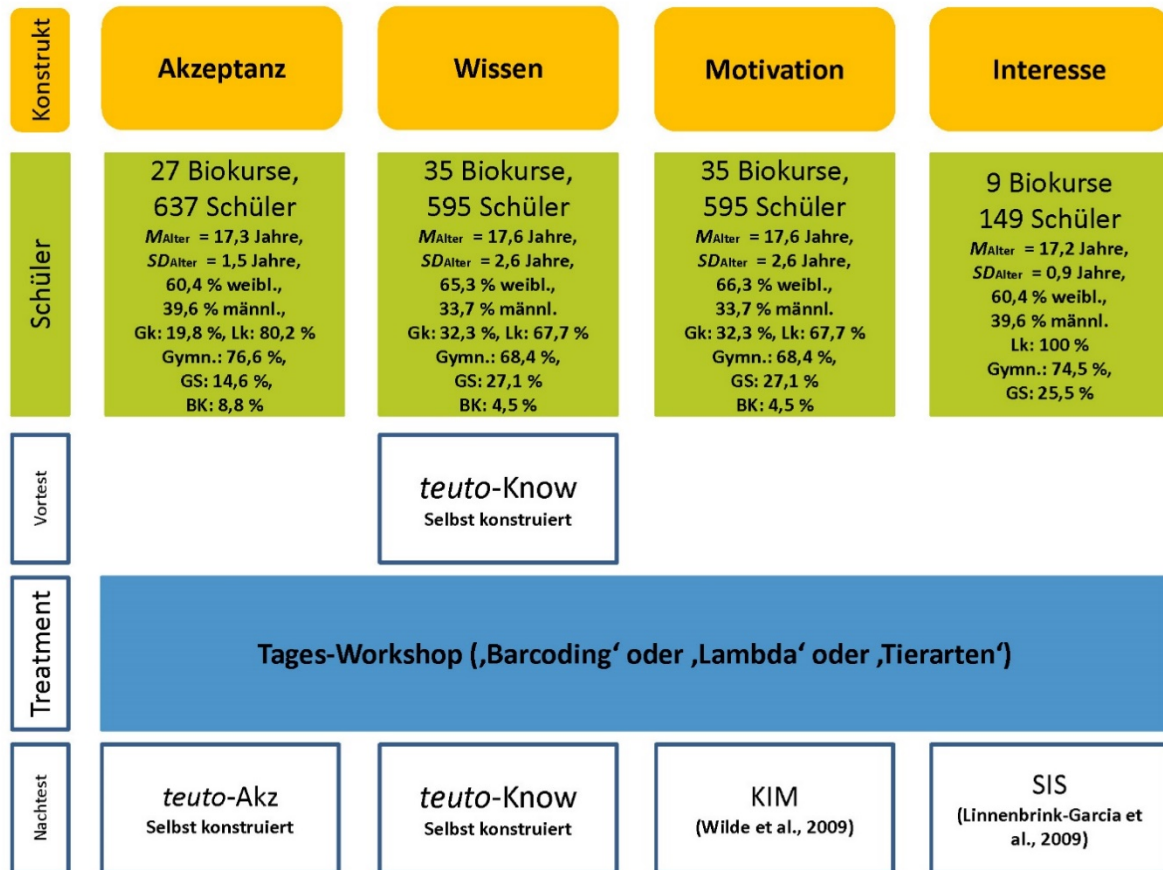 Konstrukt
Akzeptanz
Wissen
Motivation
Interesse
Schüler
27 Biokurse,
637 Schüler
MAlter = 17,3 Jahre,
SDAlter = 1,5 Jahre,
60,4 % weibl.,
39,6 % männl.,
Gk: 19,8 %, Lk: 80,2 %
Gymn.: 76,6 %,
GS: 14,6 %,
BK: 8,8 %
35 Biokurse,
595 Schüler
MAlter = 17,6 Jahre,
SDAlter = 2,6 Jahre,
65,3 % weibl.,
33,7 % männl.,
Gk: 32,3 %, Lk: 67,7 %
Gymn.: 68,4 %,
GS: 27,1 %
BK: 4,5 %
35 Biokurse,
595 Schüler
MAlter = 17,6 Jahre,
SDAlter = 2,6 Jahre,
66,3 % weibl.,
33,7 % männl.,
Gk: 32,3 %, Lk: 67,7 %
Gymn.: 68,4 %,
GS: 27,1 %
BK: 4,5 %
9 Biokurse
149 Schüler
MAlter = 17,2 Jahre,
SDAlter = 0,9 Jahre,
60,4 % weibl.,
39,6 % männl.
Lk: 100 %
Gymn.: 74,5 %,
GS: 25,5 %
Vortest
teuto-Know
Selbst konstruiert
Treatment
Tages-Workshop (‚Barcoding‘ oder ‚Lambda‘ oder ‚Tierarten‘)
Nachtest
teuto-Akz
Selbst konstruiert
teuto-Know
Selbst konstruiert
KIM
(Wilde et al., 2009)
SIS
(Linnenbrink-Garcia et
al., 2009)